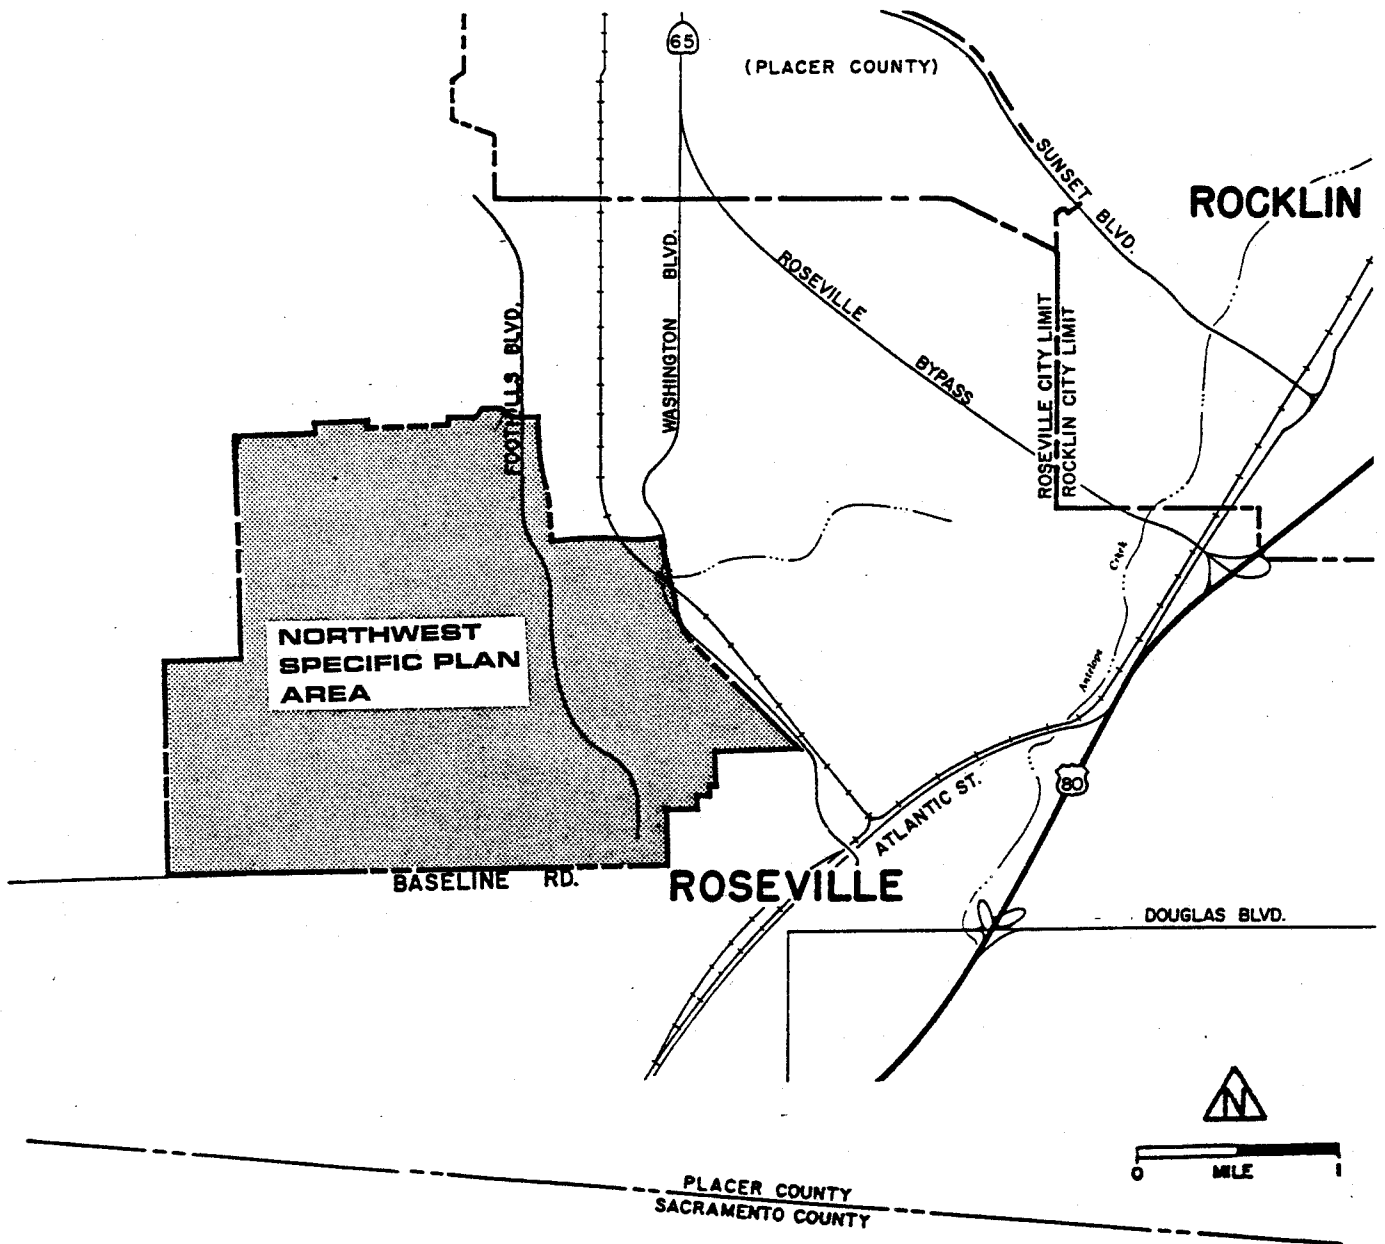 65
(PLACER COUNTY)
SUNSET BLVD.
ROCKLIN
WASHINGTON BLVD.
ROSEVILLE BYPASS
FOOTHILLS BLVD.
ROSEVILLE CITY LIMIT
ROCKLIN CITY LIMIT
Antelope Creek
NORTHWEST
SPECIFIC PLAN
AREA
80
ATLANTIC ST.
BASELINE RD.
ROSEVILLE
DOUGLAS BLVD.
N
0 MILE 1
PLACER COUNTY
SACRAMENTO COUNTY